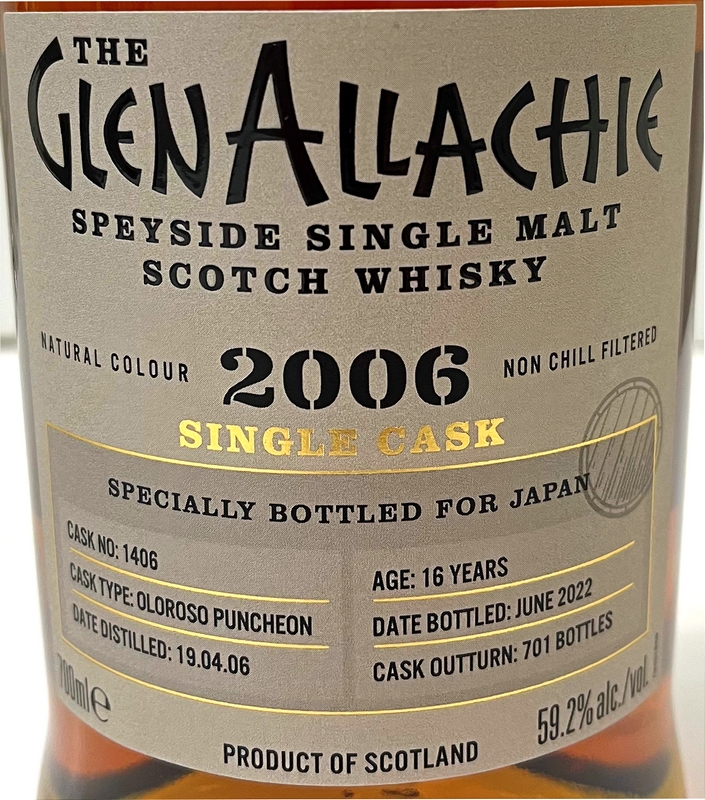 THE
GLENALLACHIE
SPEYSIDE SINGLE MALT
SCOTCH WHISKY
NATURAL COLOUR
2006
NON CHILL FILTERED
SINGLE CASK
SPECIALLY BOTTLED FOR JAPAN
CASK NO: 1406
CASK TYPE: OLOROSO PUNCHEON
DATE DISTILLED: 19.04.06
AGE: 16 YEARS
DATE BOTTLED: JUNE 2022
CASK OUTTURN: 701 BOTTLES
700ml℮
59.2% alc./vol.
PRODUCT OF SCOTLAND